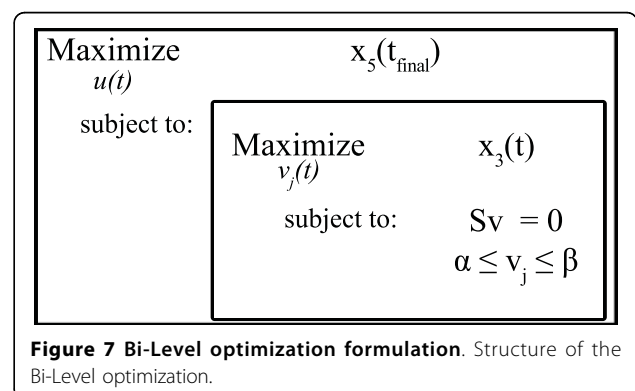 Maximize x₅(t_final)
u(t)
subject to:
Maximize x₃(t)
vⱼ(t)
subject to: Sv = 0
α ≤ vⱼ ≤ β
Figure 7 Bi-Level optimization formulation. Structure of the
Bi-Level optimization.